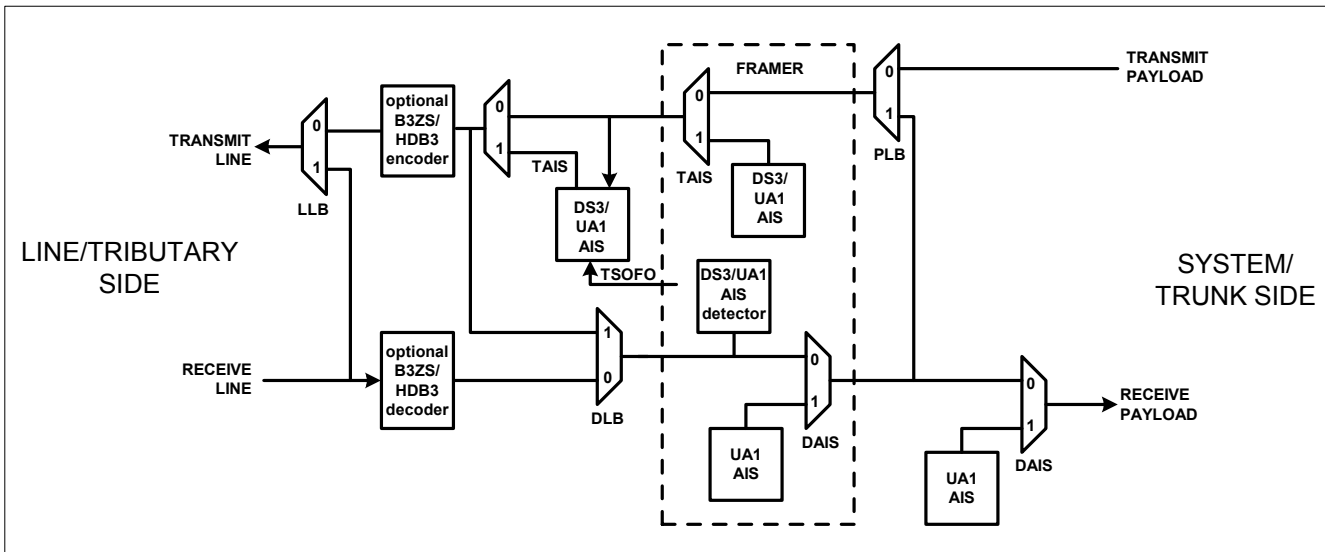 FRAMER
TRANSMIT
PAYLOAD
0
1
PLB
optional
B3ZS/
HDB3
encoder
0
1
TAIS
0
1
TAIS
TRANSMIT
LINE
0
1
LLB
DS3/
UA1
AIS
DS3/
UA1
AIS
LINE/TRIBUTARY
SIDE
TSOFO
DS3/UA1
AIS
detector
SYSTEM/
TRUNK SIDE
RECEIVE
LINE
optional
B3ZS/
HDB3
decoder
1
0
DLB
0
1
DAIS
UA1
AIS
0
1
DAIS
RECEIVE
PAYLOAD
UA1
AIS